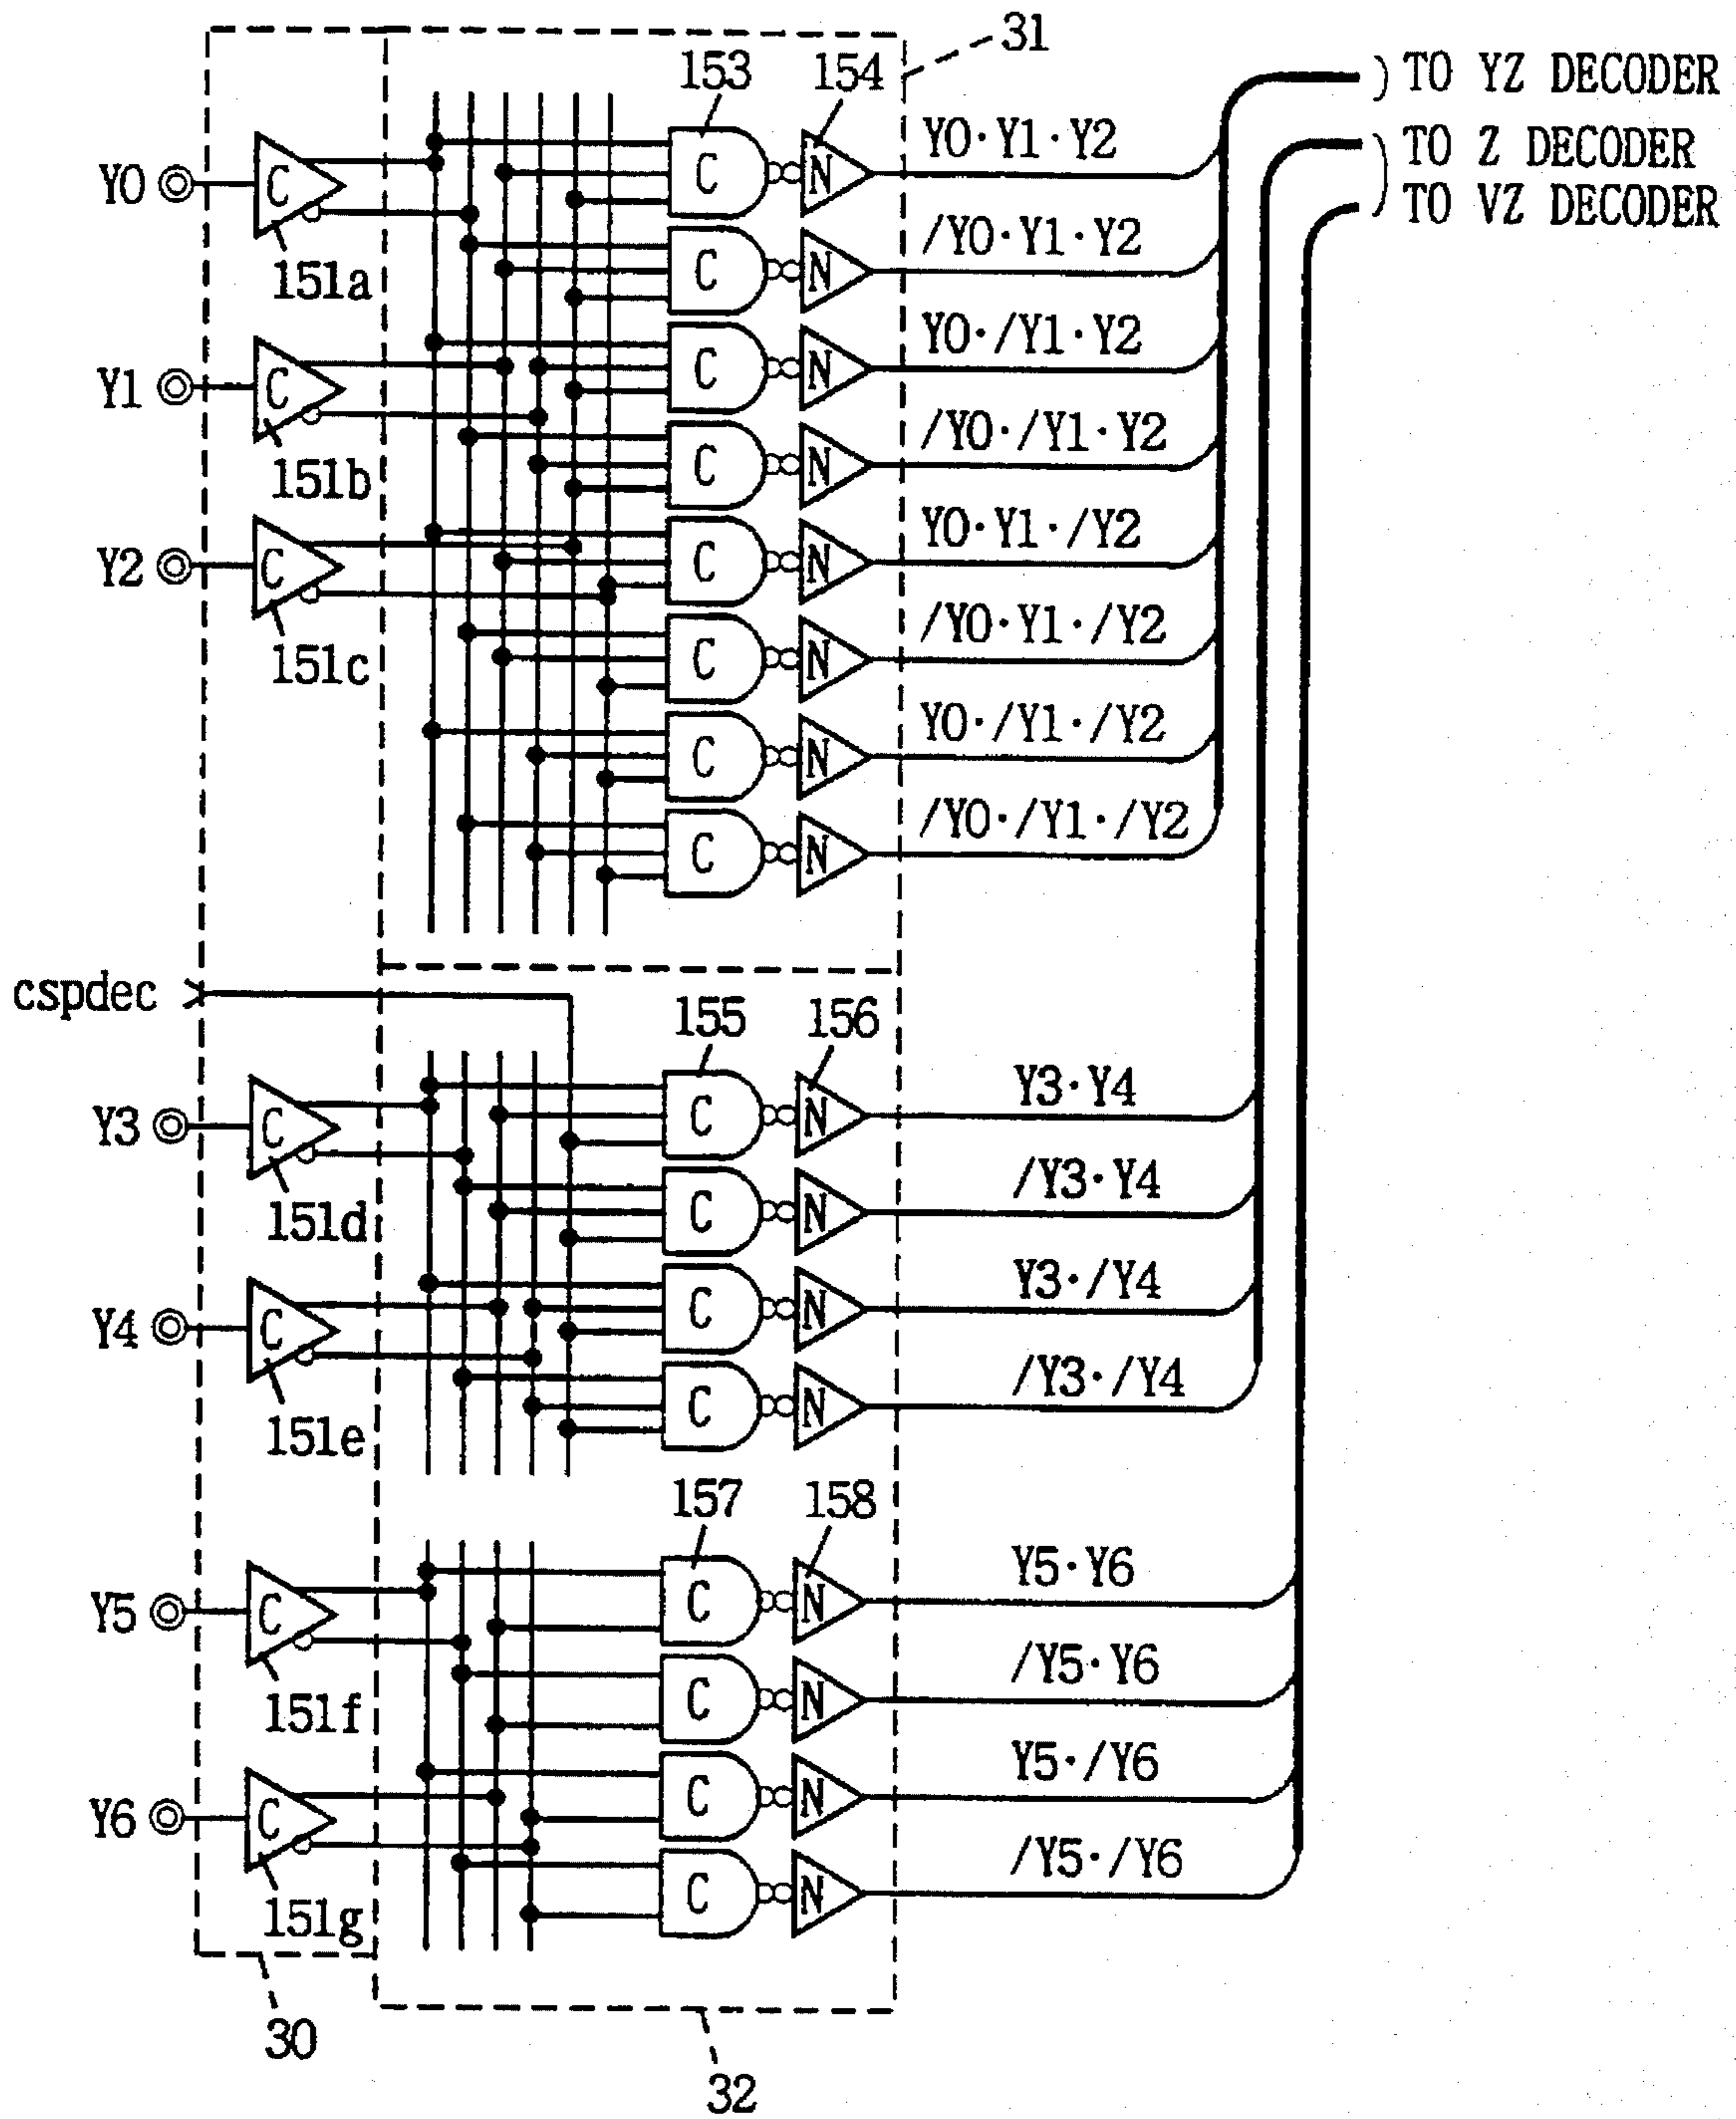 31
153
154
TO YZ DECODER
TO Z DECODER
TO VZ DECODER
Y0
C
151a
C
N
Y0·Y1·Y2
C
N
/Y0·Y1·Y2
Y1
C
151b
C
N
Y0·/Y1·Y2
C
N
/Y0·/Y1·Y2
Y2
C
151c
C
N
Y0·Y1·/Y2
C
N
/Y0·Y1·/Y2
C
N
Y0·/Y1·/Y2
C
N
/Y0·/Y1·/Y2
cspdec
155
156
Y3
C
151d
C
N
Y3·Y4
C
N
/Y3·Y4
Y4
C
151e
C
N
Y3·/Y4
C
N
/Y3·/Y4
157
158
Y5
C
151f
C
N
Y5·Y6
C
N
/Y5·Y6
Y6
C
151g
C
N
Y5·/Y6
C
N
/Y5·/Y6
30
32